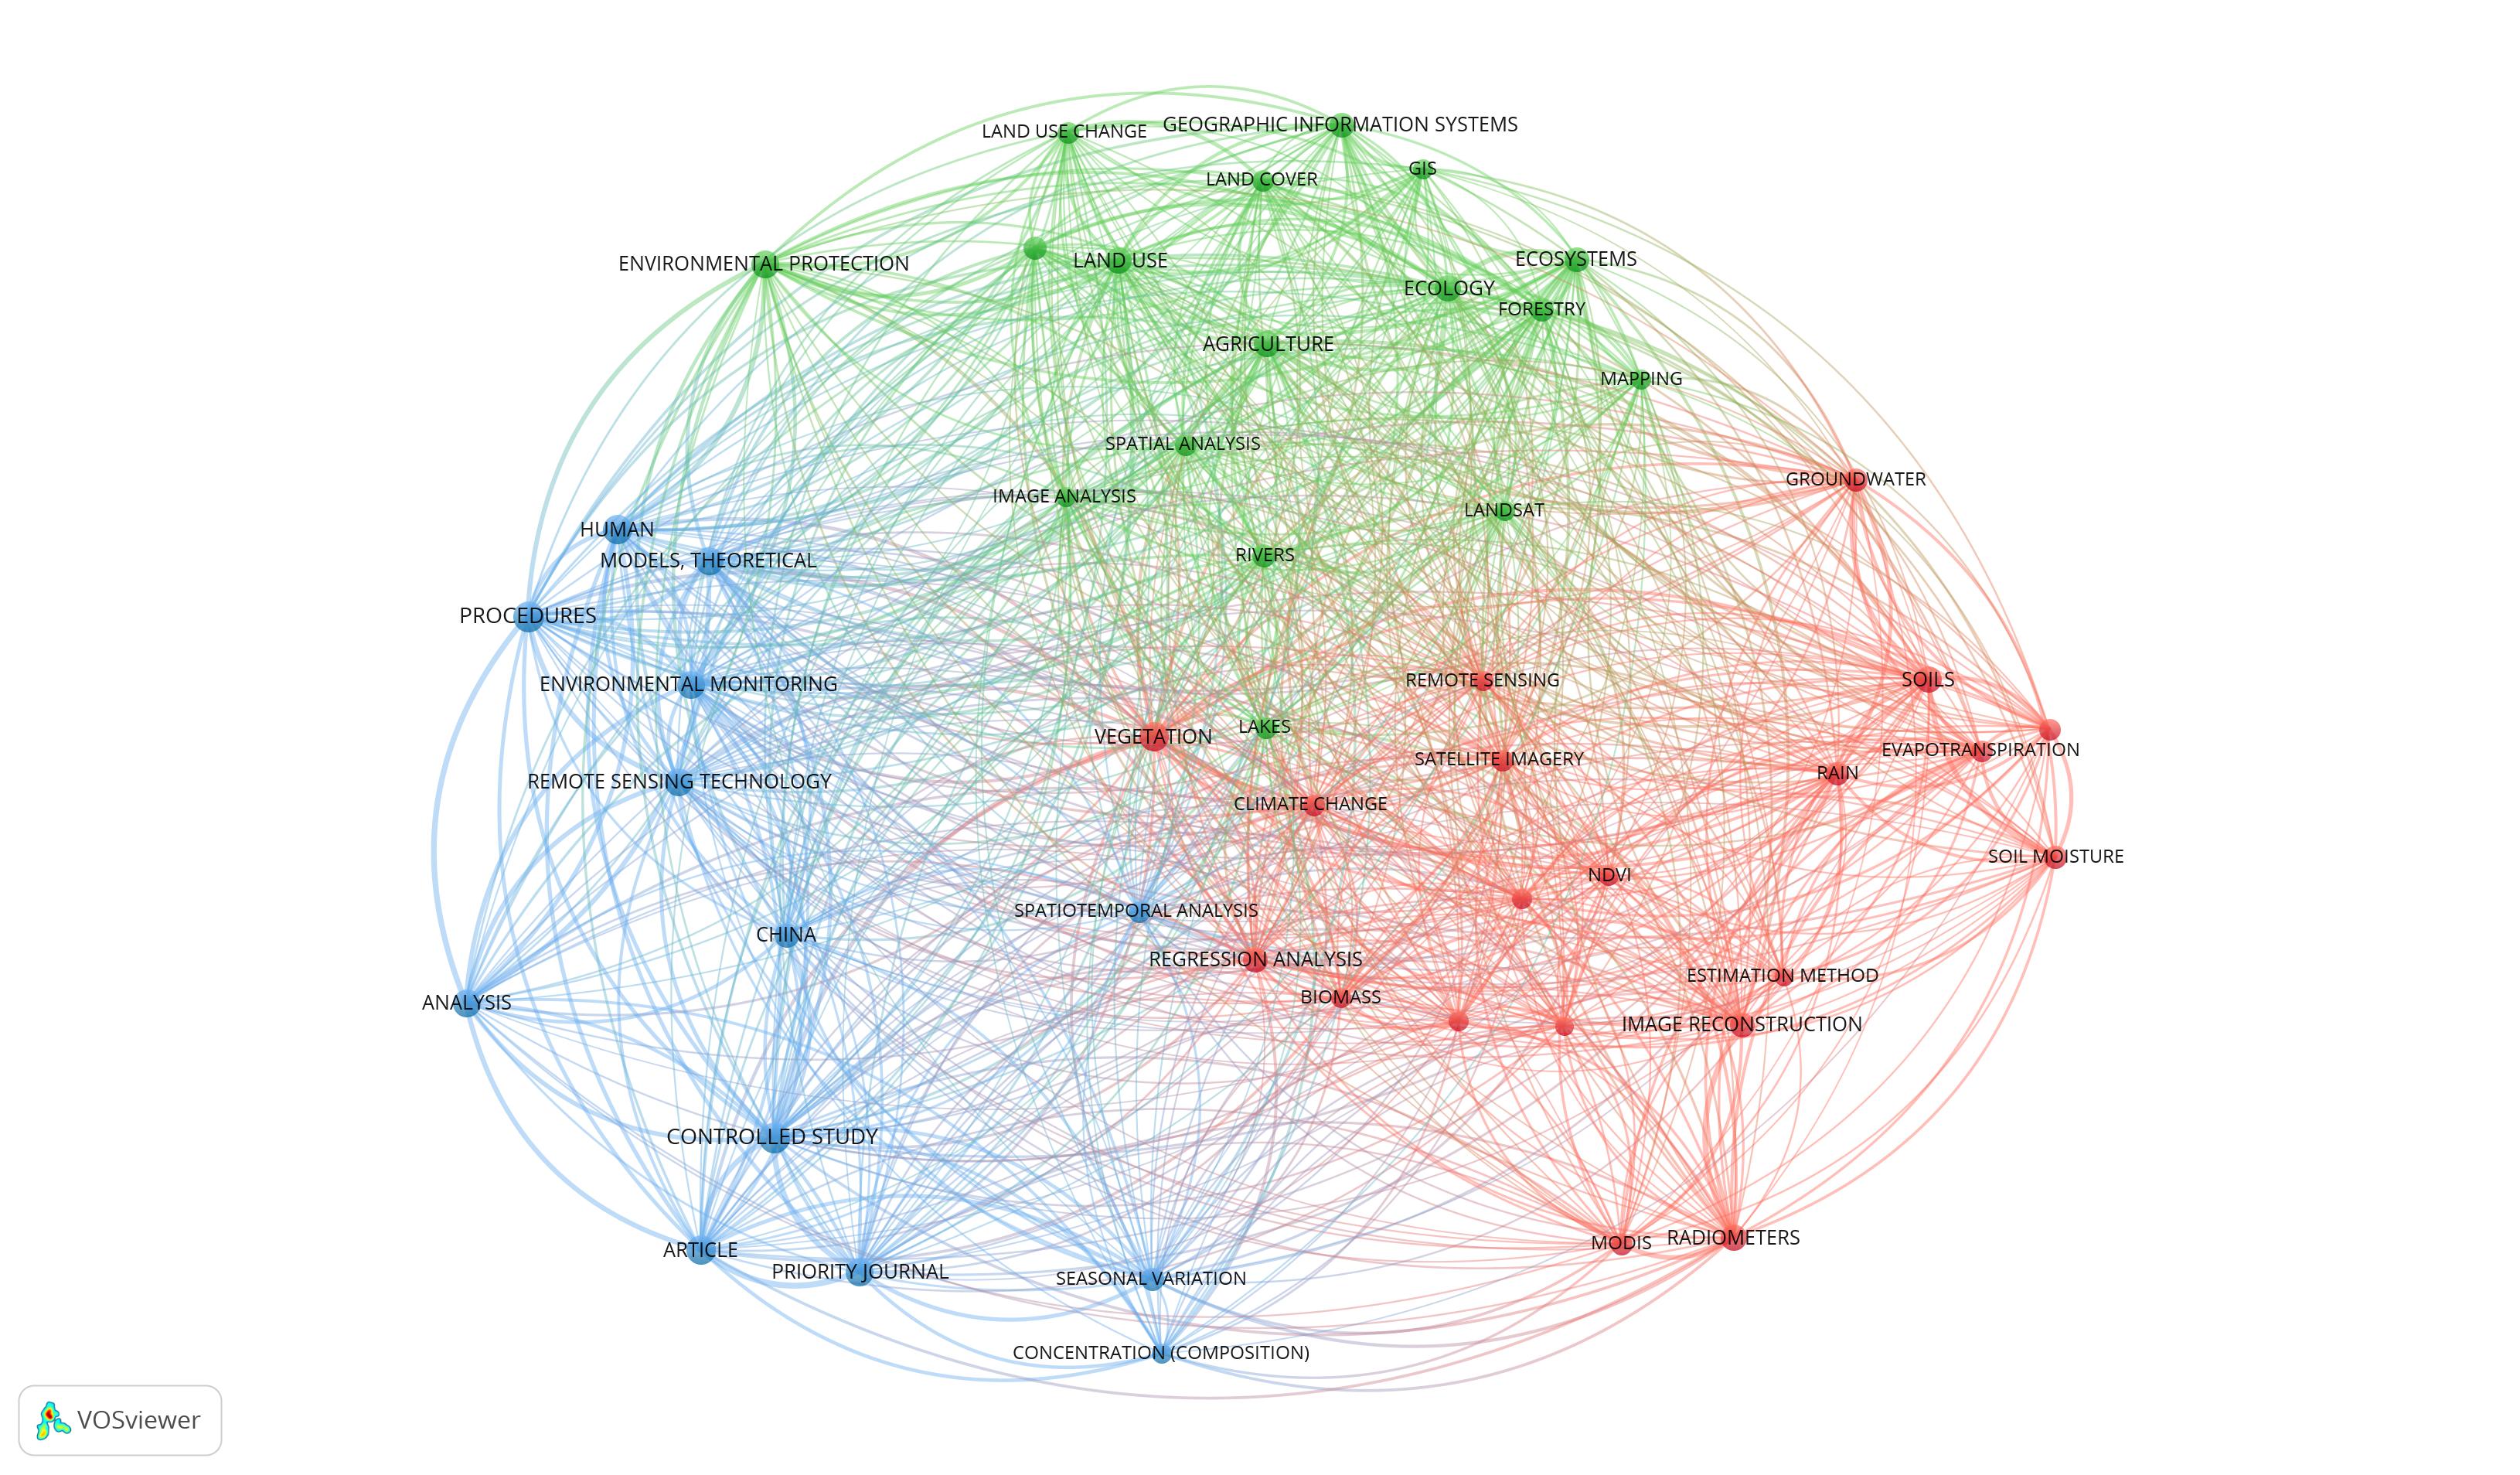 GEOGRAPHIC INFORMATION SYSTEMS
LAND USE CHANGE
GIS
LAND COVER
ENVIRONMENTAL PROTECTION
LAND USE
ECOSYSTEMS
ECOLOGY
FORESTRY
AGRICULTURE
MAPPING
SPATIAL ANALYSIS
GROUNDWATER
IMAGE ANALYSIS
LANDSAT
HUMAN
RIVERS
MODELS, THEORETICAL
PROCEDURES
REMOTE SENSING
SOILS
ENVIRONMENTAL MONITORING
LAKES
VEGETATION
EVAPOTRANSPIRATION
SATELLITE IMAGERY
RAIN
REMOTE SENSING TECHNOLOGY
CLIMATE CHANGE
SOIL MOISTURE
NDVI
SPATIOTEMPORAL ANALYSIS
CHINA
REGRESSION ANALYSIS
ESTIMATION METHOD
BIOMASS
ANALYSIS
IMAGE RECONSTRUCTION
CONTROLLED STUDY
RADIOMETERS
MODIS
ARTICLE
PRIORITY JOURNAL
SEASONAL VARIATION
CONCENTRATION (COMPOSITION)
VOSviewer